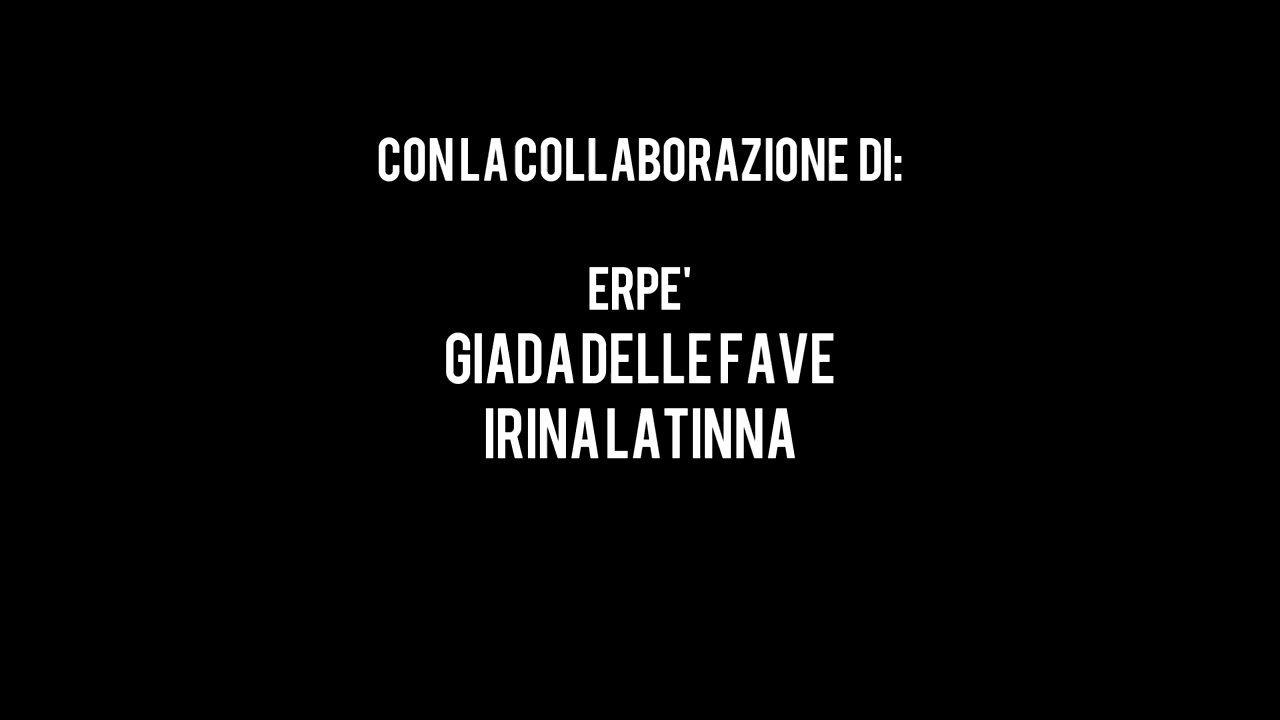 CON LA COLLABORAZIONE DI:
ERPE'
GIADA DELLE FAVE
IRINA LATINNA